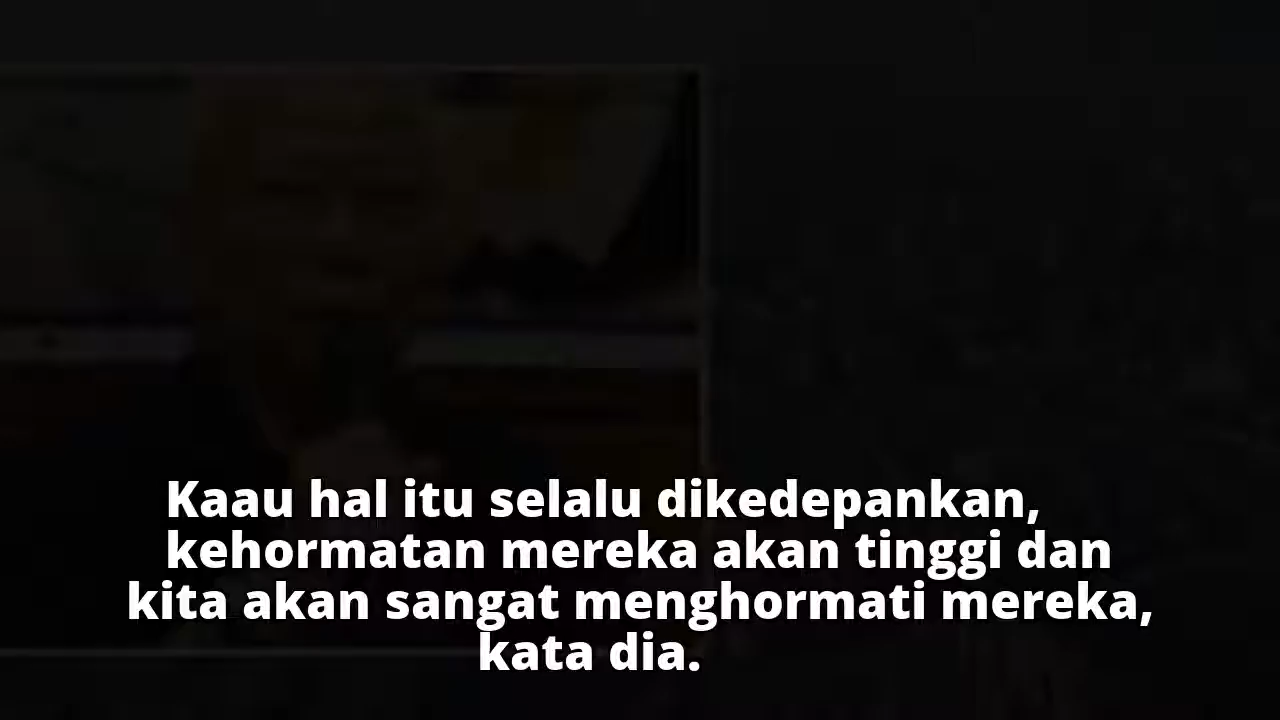 Kaau hal itu selalu dikedepankan,
kehormatan mereka akan tinggi dan
kita akan sangat menghormati mereka,
kata dia.